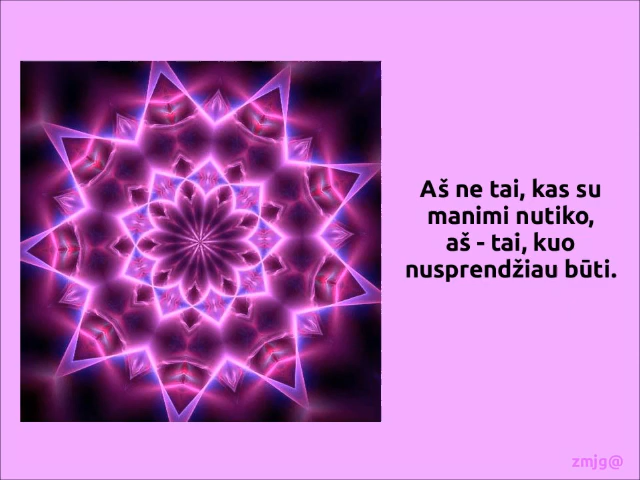 Aš ne tai, kas su
manimi nutiko,
aš - tai, kuo
nusprendžiau būti.
zmjg@